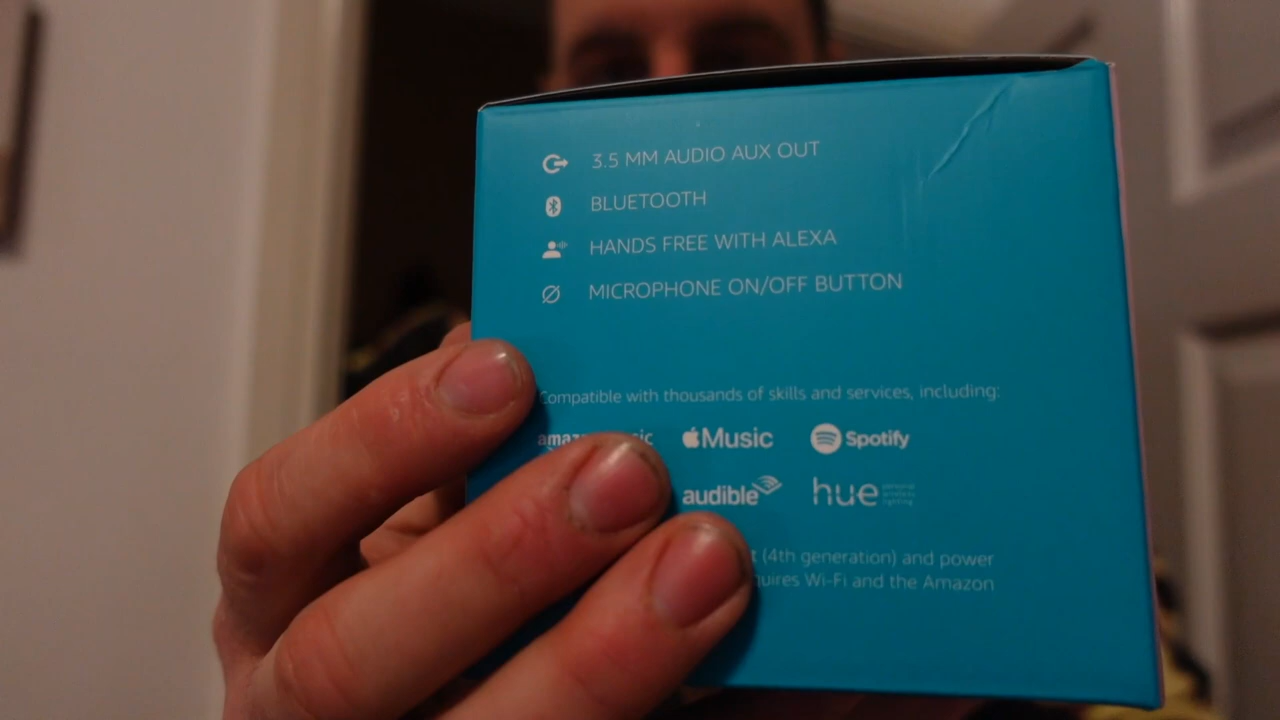 3.5 MM AUDIO AUX OUT
BLUETOOTH
HANDS FREE WITH ALEXA
MICROPHONE ON/OFF BUTTON
Compatible with thousands of skills and services, including:
Music
Spotify
audible
hue
(4th generation) and power
Wi-Fi and the Amazon